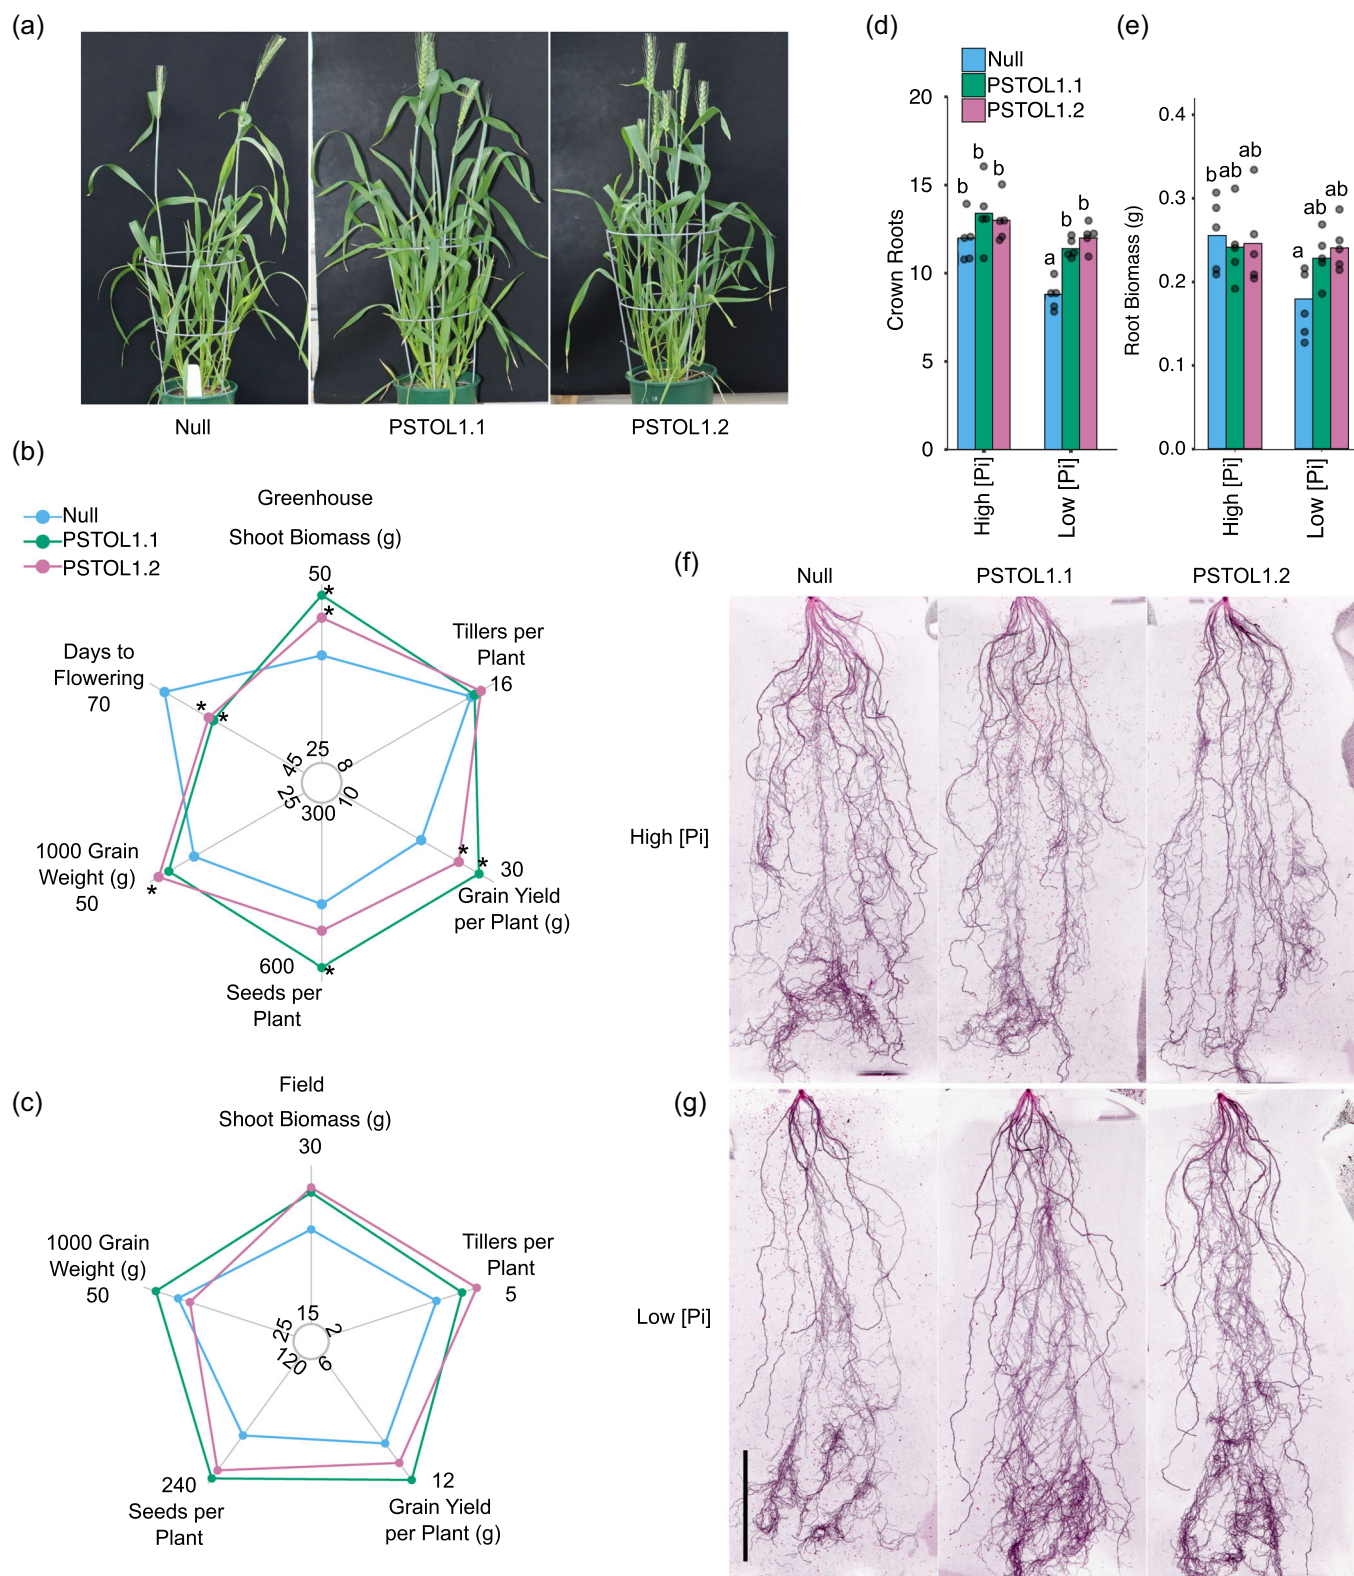 (a)
Null
PSTOL1.1
PSTOL1.2
(b)
Greenhouse
Null
PSTOL1.1
PSTOL1.2
Shoot Biomass (g)
50
Tillers per
Plant
16
Days to
Flowering
70
25
8
10
300
25
45
1000 Grain
Weight (g)
50
30
Grain Yield
per Plant (g)
600
Seeds per
Plant
(c)
Field
Shoot Biomass (g)
30
Tillers per
Plant
5
1000 Grain
Weight (g)
50
15
2
6
120
25
240
Seeds per
Plant
12
Grain Yield
per Plant (g)
(d)
Null
PSTOL1.1
PSTOL1.2
Crown Roots
20
15
10
5
0
b
b
b
a
b
b
High [Pi]
Low [Pi]
(e)
Root Biomass (g)
0.4
0.3
0.2
0.1
0.0
b
ab
ab
a
ab
ab
High [Pi]
Low [Pi]
(f)
Null
PSTOL1.1
PSTOL1.2
High [Pi]
(g)
Low [Pi]